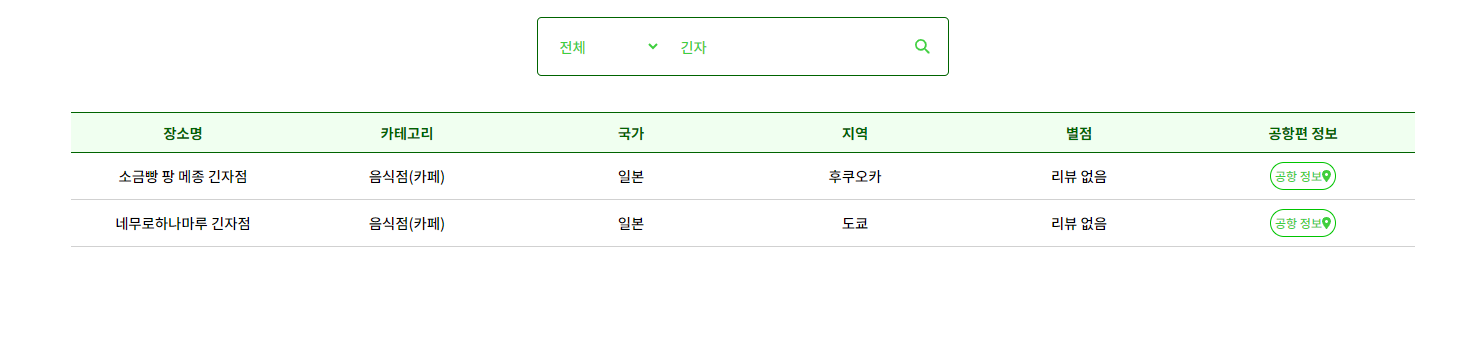 전체 긴자
장소명 카테고리 국가 지역 별점 공항편 정보
소금빵 팡 메종 긴자점 음식점(카페) 일본 후쿠오카 리뷰 없음 공항 정보
네무로하나마루 긴자점 음식점(카페) 일본 도쿄 리뷰 없음 공항 정보